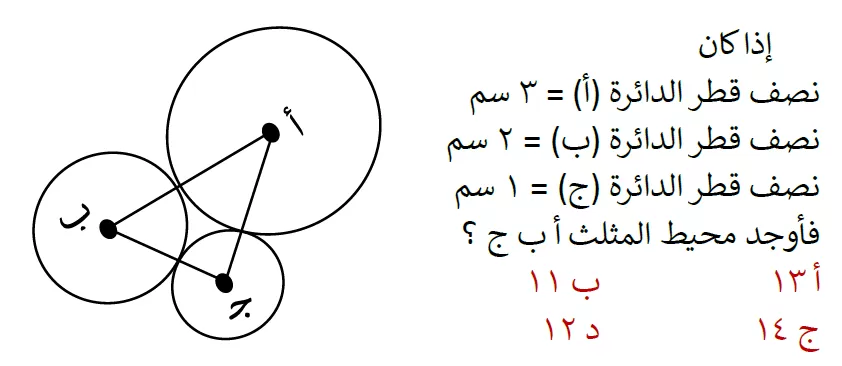 إذا كان
نصف قطر الدائرة (أ) = ٣ سم
نصف قطر الدائرة (ب) = ٢ سم
نصف قطر الدائرة (ج) = ١ سم
فأوجد محيط المثلث أ ب ج ؟
أ ١٣ ب ١١
ج ١٤ د ١٢
أ
ب
ج